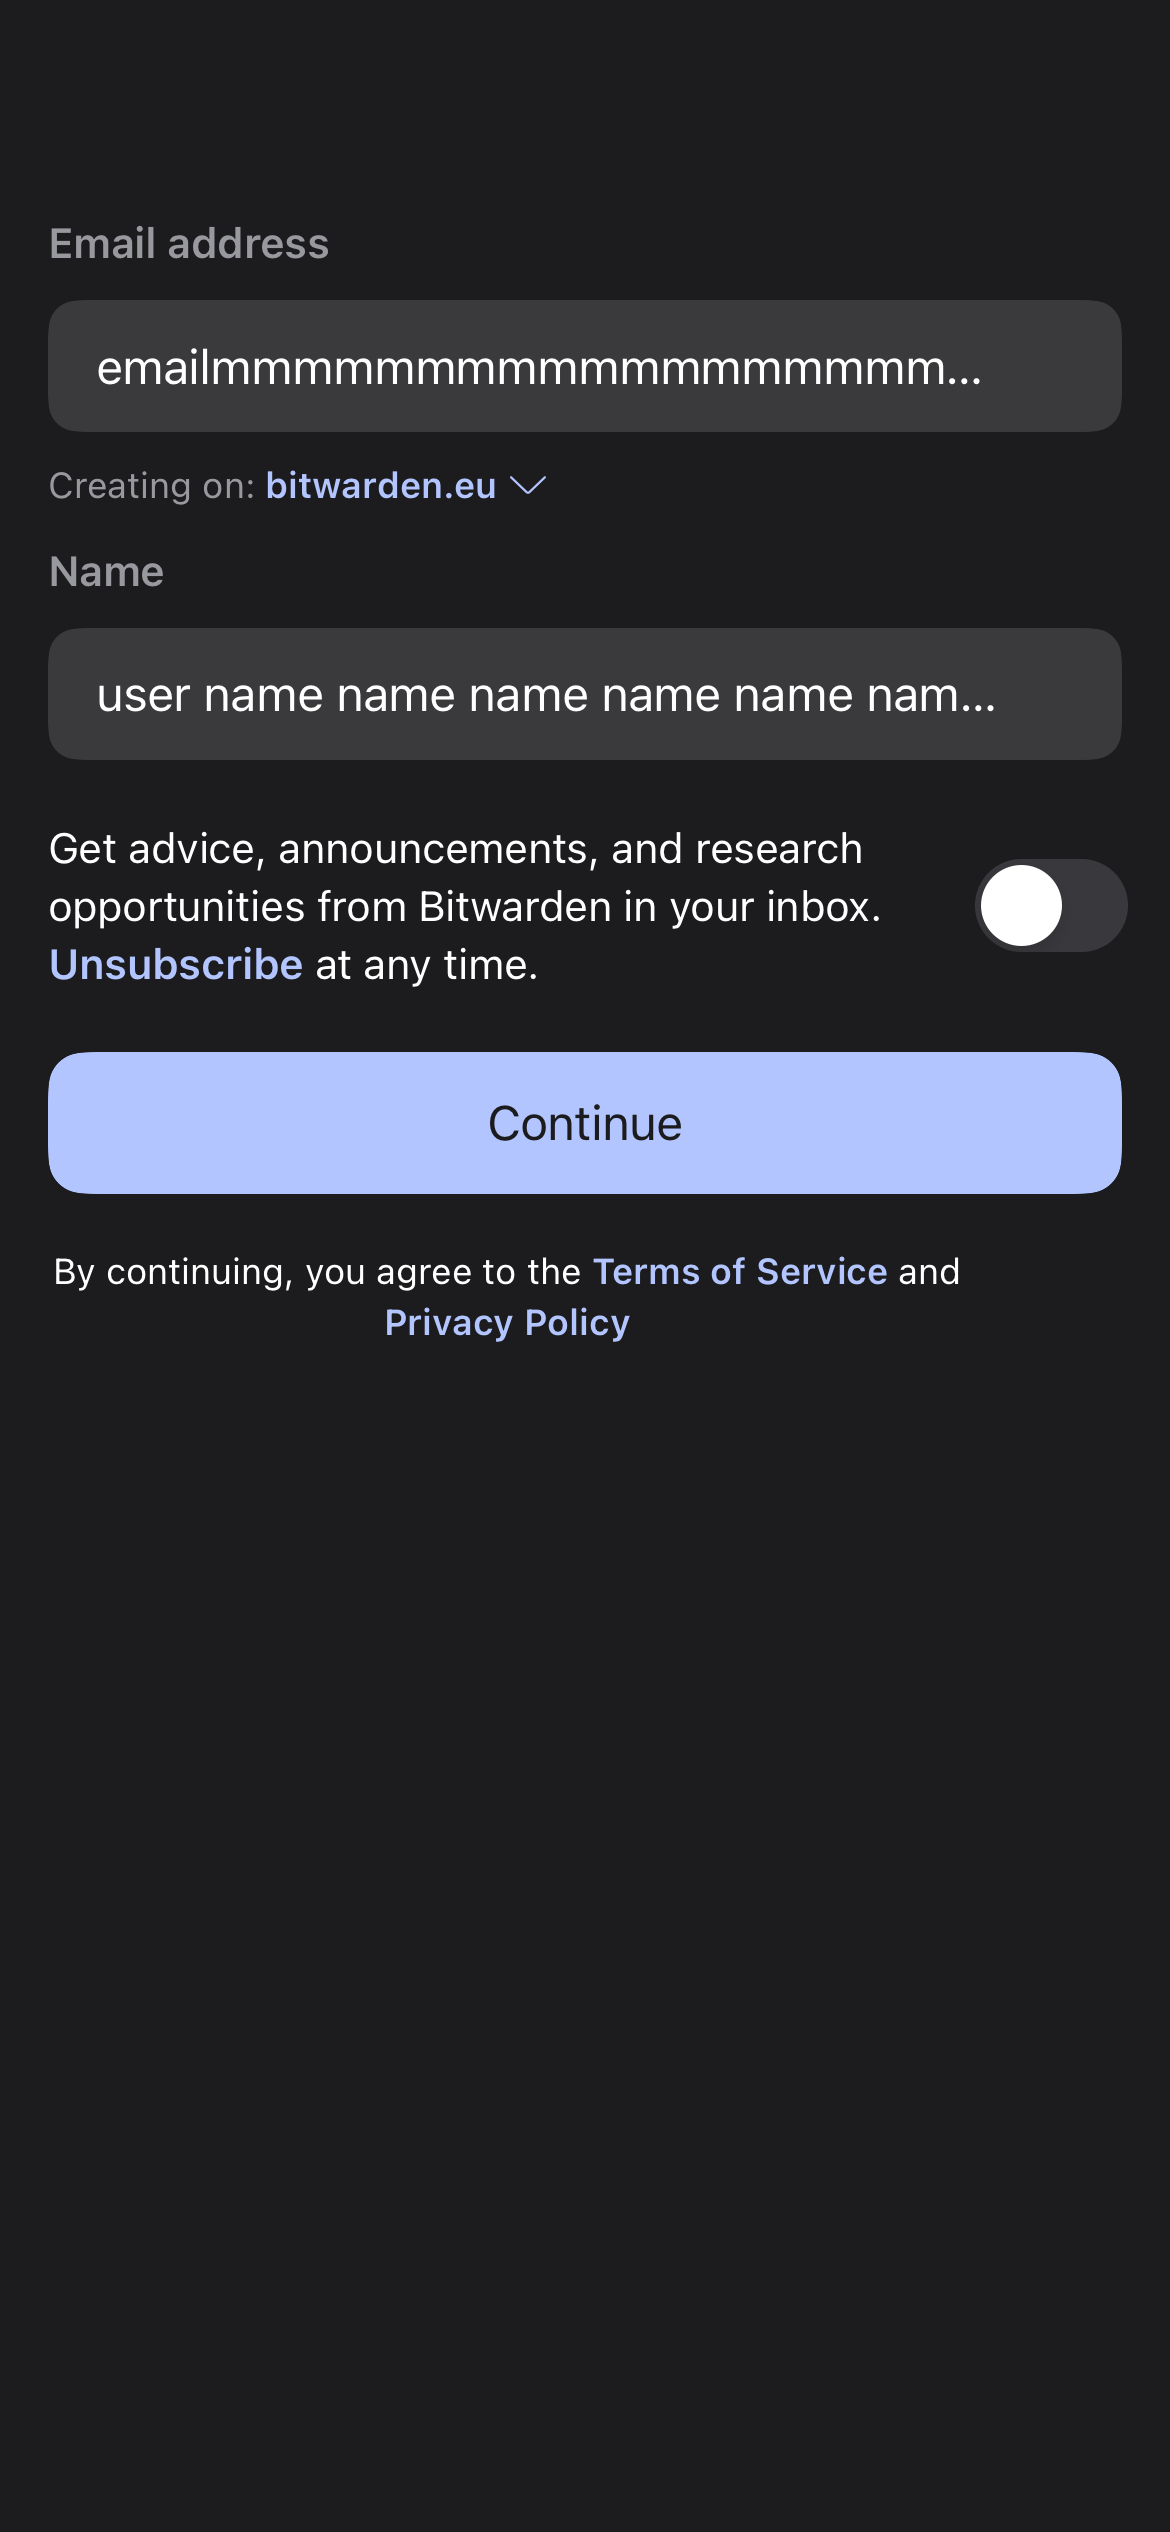 Email address
emailmmmmmmmmmmmmmmmmmm...
Creating on: bitwarden.eu
Name
user name name name name name nam...
Get advice, announcements, and research
opportunities from Bitwarden in your inbox.
Unsubscribe at any time.
Continue
By continuing, you agree to the Terms of Service and
Privacy Policy